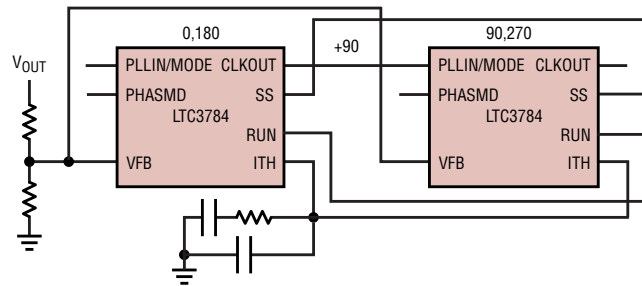 0,180
90,270
+90
VOUT
PLLIN/MODE CLKOUT
PHASMD SS
LTC3784
RUN
VFB ITH
PLLIN/MODE CLKOUT
PHASMD SS
LTC3784
RUN
VFB ITH